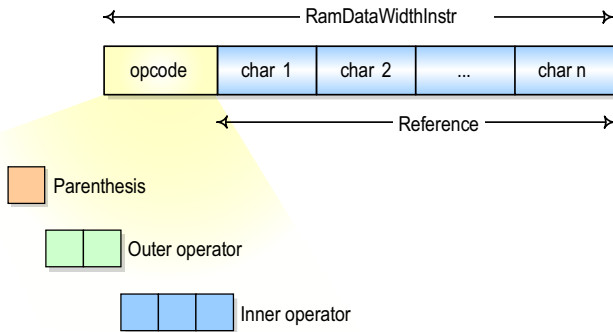 RamDataWidthInstr
opcode char 1 char 2 ... char n
Reference
Parenthesis
Outer operator
Inner operator